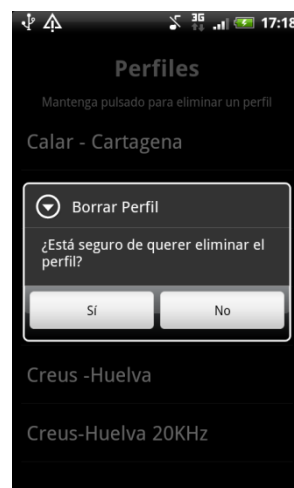 3G
17:18
Perfiles
Mantenga pulsado para eliminar un perfil
Calar - Cartagena
Borrar Perfil
¿Está seguro de querer eliminar el
perfil?
Sí
No
Creus -Huelva
Creus-Huelva 20KHz